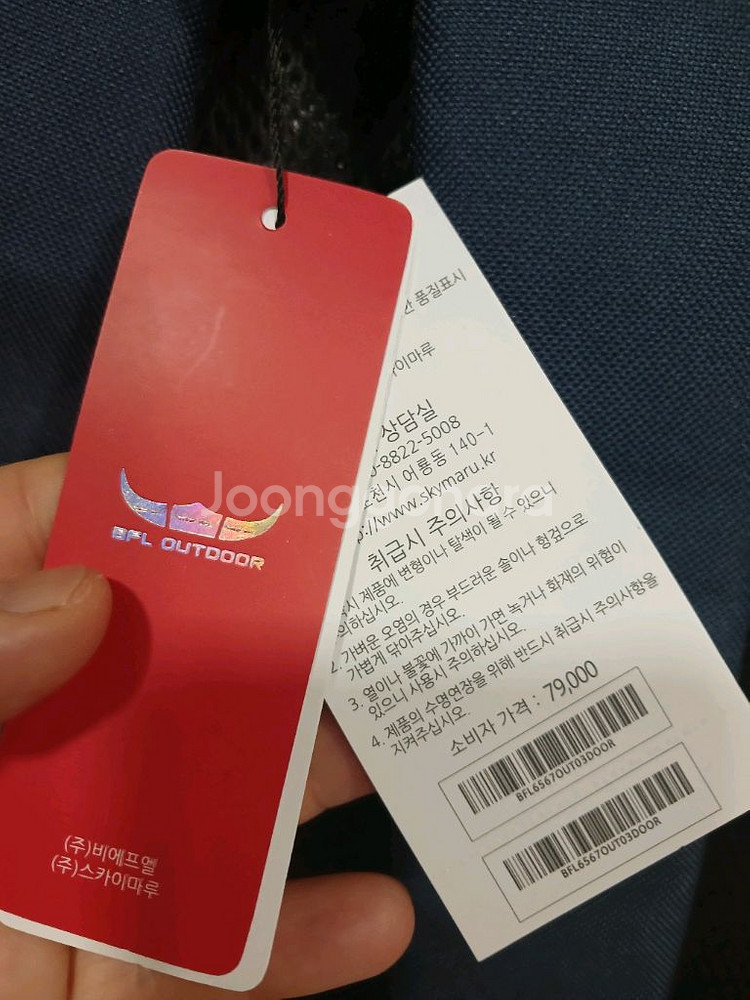 BFL OUTDOOR
(주)비에프엘
(주)스카이마루
품질표시
이마루
상담실
-8822-5008
천시 어룡동 140-1
://www.skymaru.kr
취급시 주의사항
제품에 변형이나 탈색이 될 수 있으니
의하십시오.
2. 가벼운 오염의 경우 부드러운 솔이나 헝겊으로
가볍게 닦아주십시오.
3. 열이나 불꽃에 가까이 가면 녹거나 화재의 위험이
있으니 사용시 주의하십시오.
4. 제품의 수명연장을 위해 반드시 취급시 주의사항을
지켜주십시오.
소비자 가격 : 79,000
BFL6567OUT03DOOR
BFL6567OUT03DOOR
Joonggonara